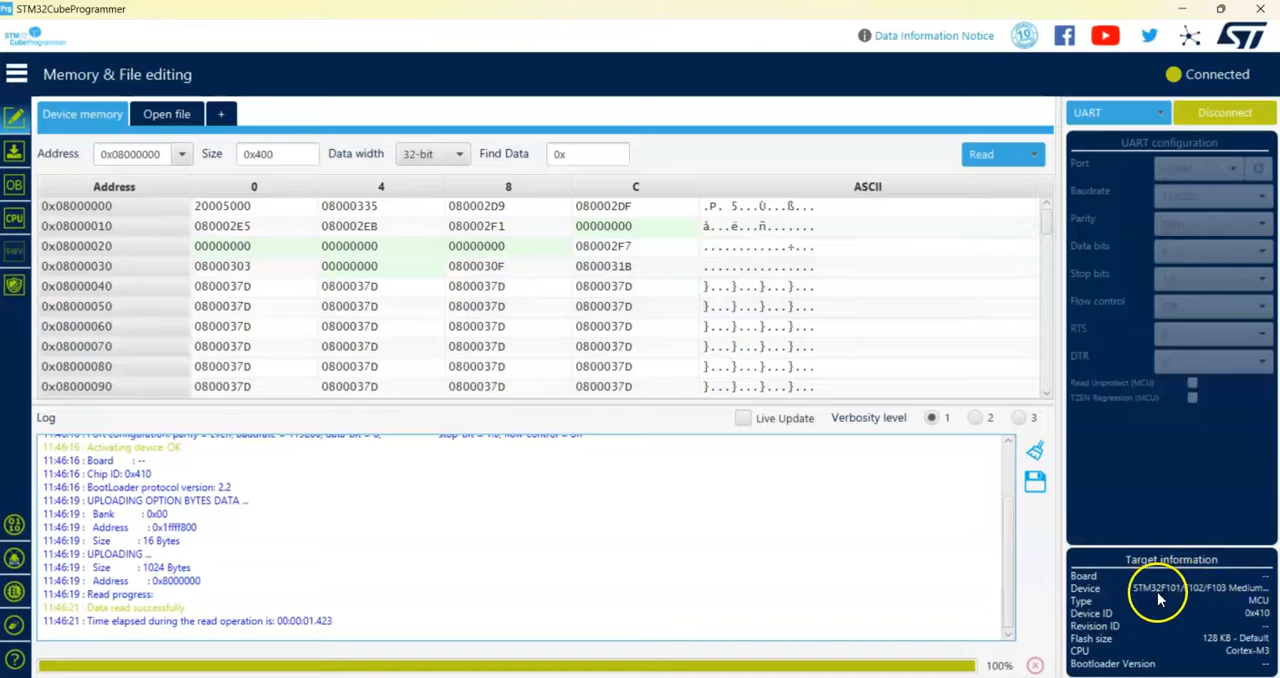 Prg STM32CubeProgrammer
STM32 CubeProgrammer
Data Information Notice
Memory & File editing
Connected
Device memory Open file +
UART Disconnect
Address 0x08000000 Size 0x400 Data width 32-bit Find Data 0x Read
UART configuration
Port
Baudrate
Parity
Data bits
Stop bits
Flow control
RTS
DTR
Read Unprotect (MCU)
TZEN Regression (MCU)
Address 0 4 8 C ASCII
0x08000000 20005000 08000335 080002D9 080002DF .P. 5...Ù...ß...
0x08000010 080002E5 080002EB 080002F1 00000000 å...ë...ñ.......
0x08000020 00000000 00000000 00000000 080002F7 ............÷...
0x08000030 08000303 00000000 0800030F 0800031B ................
0x08000040 0800037D 0800037D 0800037D 0800037D }...}...}...}...
0x08000050 0800037D 0800037D 0800037D 0800037D }...}...}...}...
0x08000060 0800037D 0800037D 0800037D 0800037D }...}...}...}...
0x08000070 0800037D 0800037D 0800037D 0800037D }...}...}...}...
0x08000080 0800037D 0800037D 0800037D 0800037D }...}...}...}...
0x08000090 0800037D 0800037D 0800037D 0800037D }...}...}...}...
Log Live Update Verbosity level 1 2 3
11:46:16 : Activating device: OK
11:46:16 : Board : --
11:46:16 : Chip ID: 0x410
11:46:16 : BootLoader protocol version: 2.2
11:46:19 : UPLOADING OPTION BYTES DATA ...
11:46:19 : Bank : 0x00
11:46:19 : Address : 0x1ffff800
11:46:19 : Size : 16 Bytes
11:46:19 : UPLOADING ...
11:46:19 : Size : 1024 Bytes
11:46:19 : Address : 0x8000000
11:46:19 : Read progress:
11:46:21 : Data read successfully
11:46:21 : Time elapsed during the read operation is: 00:00:01.423
100%
Target information
Board --
Device STM32F101/F102/F103 Medium...
Type MCU
Device ID 0x410
Revision ID --
Flash size 128 KB - Default
CPU Cortex-M3
Bootloader Version --
OB
CPU
SWV